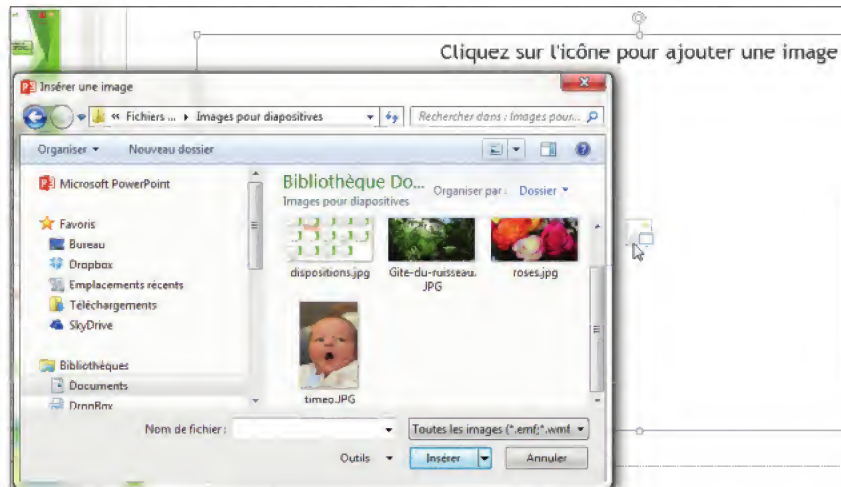 Cliquez sur l'icône pour ajouter une image
Insérer une image
« Fichiers ... ▸ Images pour diapositives
Rechercher dans : Images pour...
Organiser ▾ Nouveau dossier
Microsoft PowerPoint
Favoris
Bureau
Dropbox
Emplacements récents
Téléchargements
SkyDrive
Bibliothèques
Documents
DropBox
Bibliothèque Do...
Images pour diapositives
Organiser par : Dossier ▾
dispositions.jpg
Gite-du-ruisseau.
JPG
roses.jpg
timeo.JPG
Nom de fichier :
Toutes les images (*.emf;*.wmf
Outils ▾ Insérer Annuler